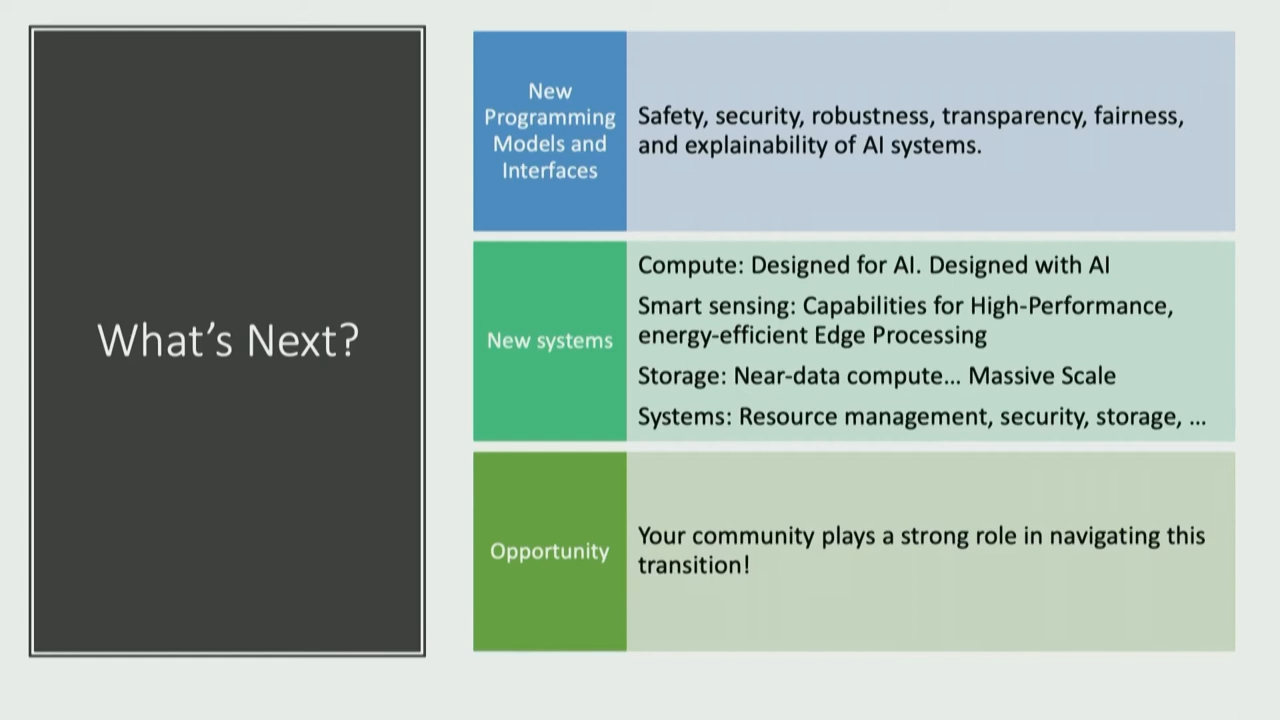 What's Next?
New
Programming
Models and
Interfaces
Safety, security, robustness, transparency, fairness,
and explainability of AI systems.
New systems
Compute: Designed for AI. Designed with AI
Smart sensing: Capabilities for High-Performance,
energy-efficient Edge Processing
Storage: Near-data compute... Massive Scale
Systems: Resource management, security, storage, ...
Opportunity
Your community plays a strong role in navigating this
transition!